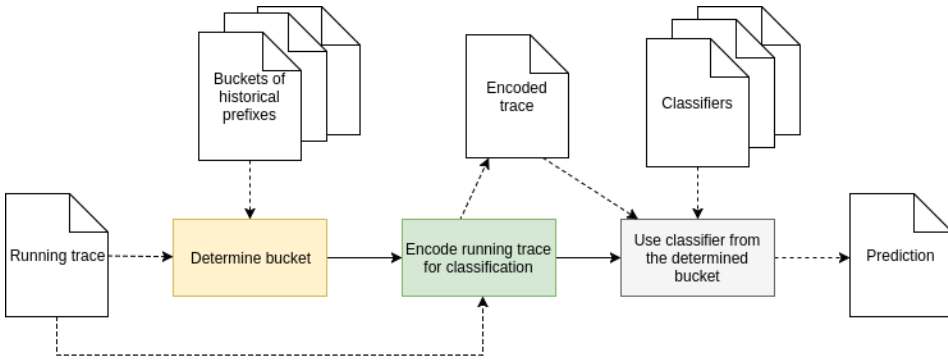 Buckets of
historical
prefixes
Encoded
trace
Classifiers
Running trace
Determine bucket
Encode running trace
for classification
Use classifier from
the determined
bucket
Prediction